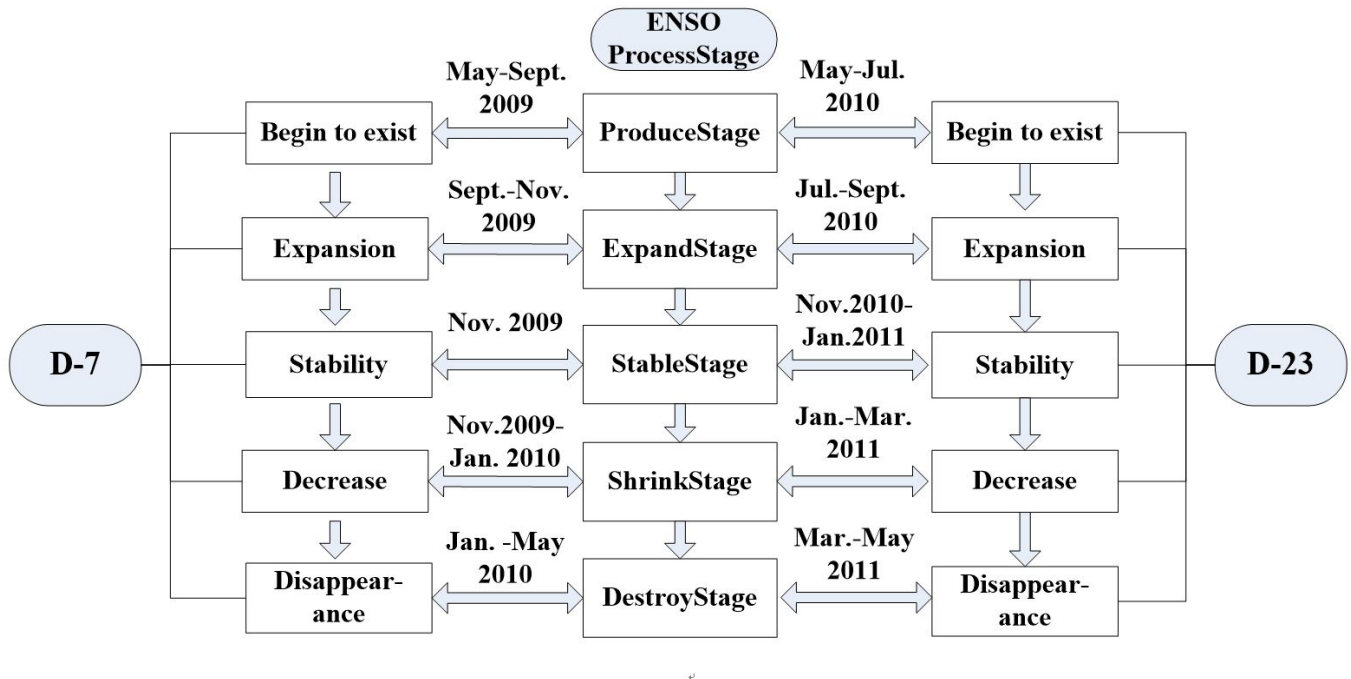 ENSO
ProcessStage
May-Sept.
2009
May-Jul.
2010
Begin to exist
ProduceStage
Begin to exist
Sept.-Nov.
2009
Jul.-Sept.
2010
Expansion
ExpandStage
Expansion
Nov. 2009
Nov.2010-
Jan.2011
D-7
Stability
StableStage
Stability
D-23
Nov.2009-
Jan. 2010
Jan.-Mar.
2011
Decrease
ShrinkStage
Decrease
Jan. -May
2010
Mar.-May
2011
Disappear-
ance
DestroyStage
Disappear-
ance